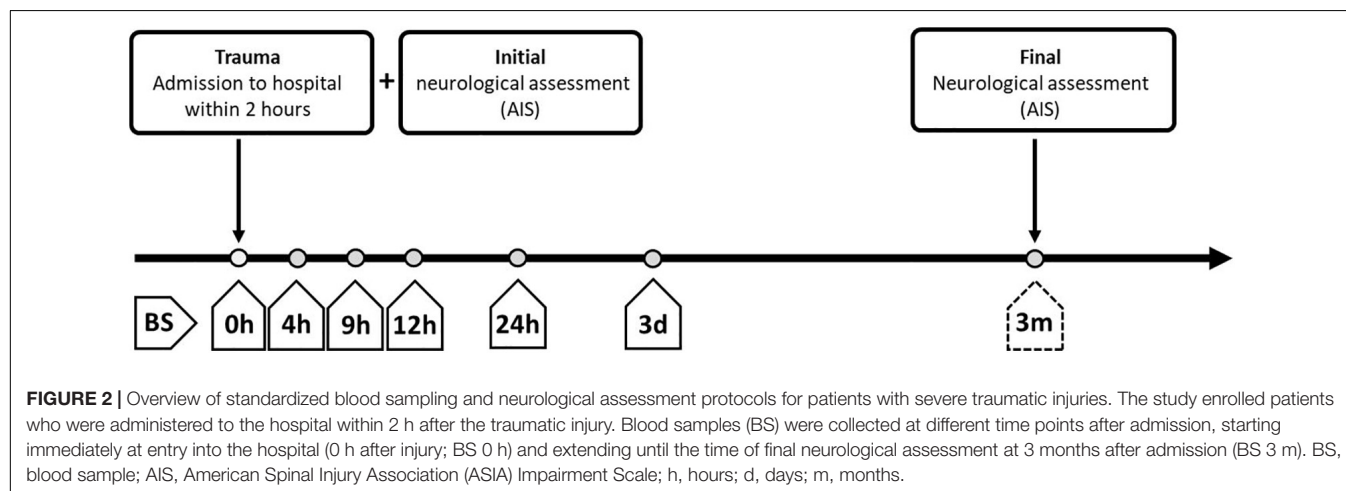 Trauma
Admission to hospital
within 2 hours
+
Initial
neurological assessment
(AIS)
Final
Neurological assessment
(AIS)
BS 0h 4h 9h 12h 24h 3d 3m
FIGURE 2 | Overview of standardized blood sampling and neurological assessment protocols for patients with severe traumatic injuries. The study enrolled patients
who were administered to the hospital within 2 h after the traumatic injury. Blood samples (BS) were collected at different time points after admission, starting
immediately at entry into the hospital (0 h after injury; BS 0 h) and extending until the time of final neurological assessment at 3 months after admission (BS 3 m). BS,
blood sample; AIS, American Spinal Injury Association (ASIA) Impairment Scale; h, hours; d, days; m, months.